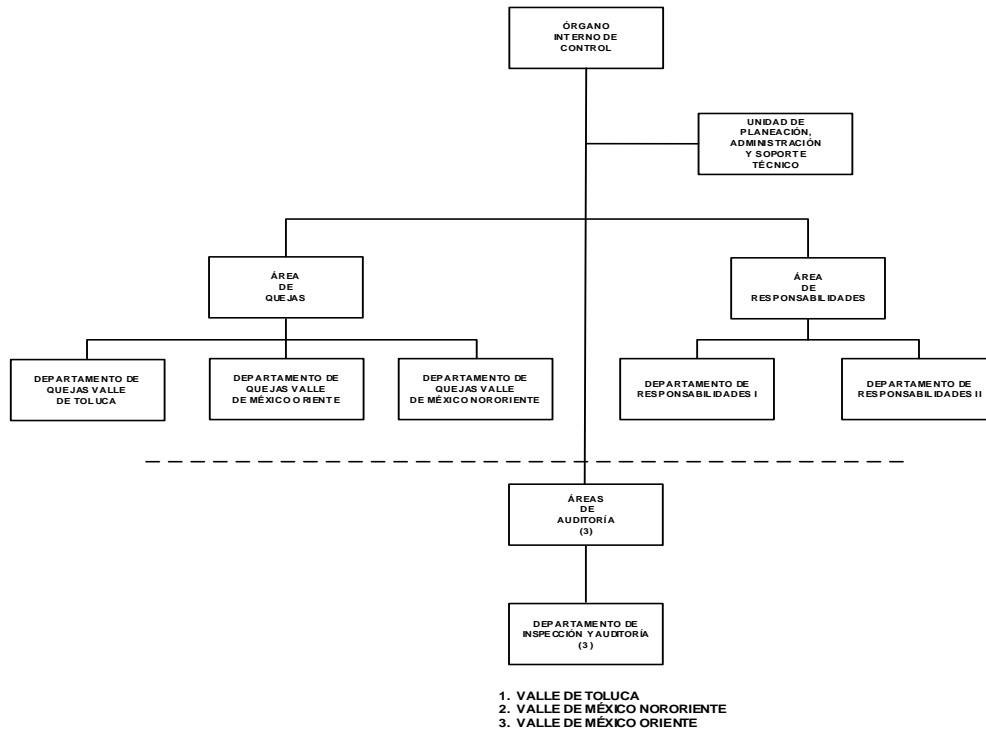 ÓRGANO
INTERNO DE
CONTROL
UNIDAD DE
PLANEACIÓN,
ADMINISTRACIÓN
Y SOPORTE
TÉCNICO
ÁREA
DE
QUEJAS
ÁREA
DE
RESPONSABILIDADES
DEPARTAMENTO DE
QUEJAS VALLE
DE TOLUCA
DEPARTAMENTO DE
QUEJAS VALLE
DE MÉXICO ORIENTE
DEPARTAMENTO DE
QUEJAS VALLE
DE MÉXICO NORORIENTE
DEPARTAMENTO DE
RESPONSABILIDADES I
DEPARTAMENTO DE
RESPONSABILIDADES II
ÁREAS
DE
AUDITORÍA
(3)
DEPARTAMENTO DE
INSPECCIÓN Y AUDITORÍA
(3)
1. VALLE DE TOLUCA
2. VALLE DE MÉXICO NORORIENTE
3. VALLE DE MÉXICO ORIENTE